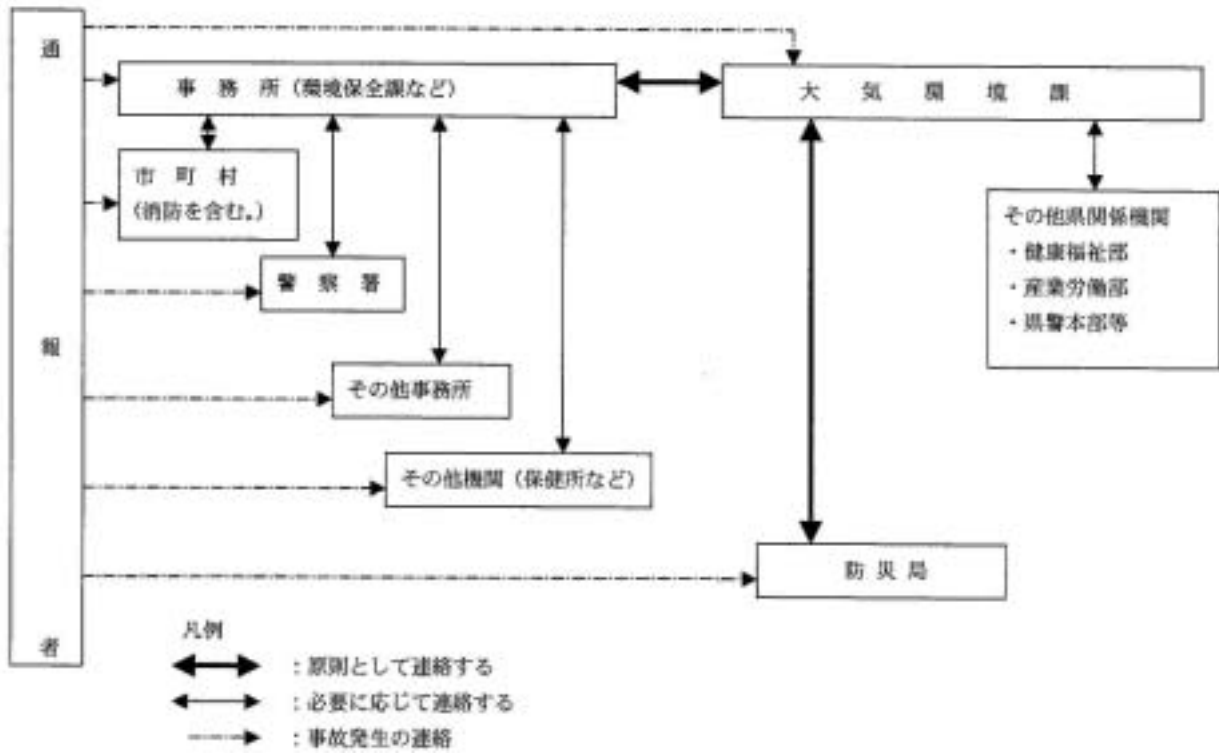 通報者
事務所(環境保全課など)
大気環境課
市町村
(消防を含む。)
その他県関係機関
・健康福祉部
・産業労働部
・県警本部等
警察署
その他事務所
その他機関(保健所など)
防災局
凡例
:原則として連絡する
:必要に応じて連絡する
:事故発生の連絡